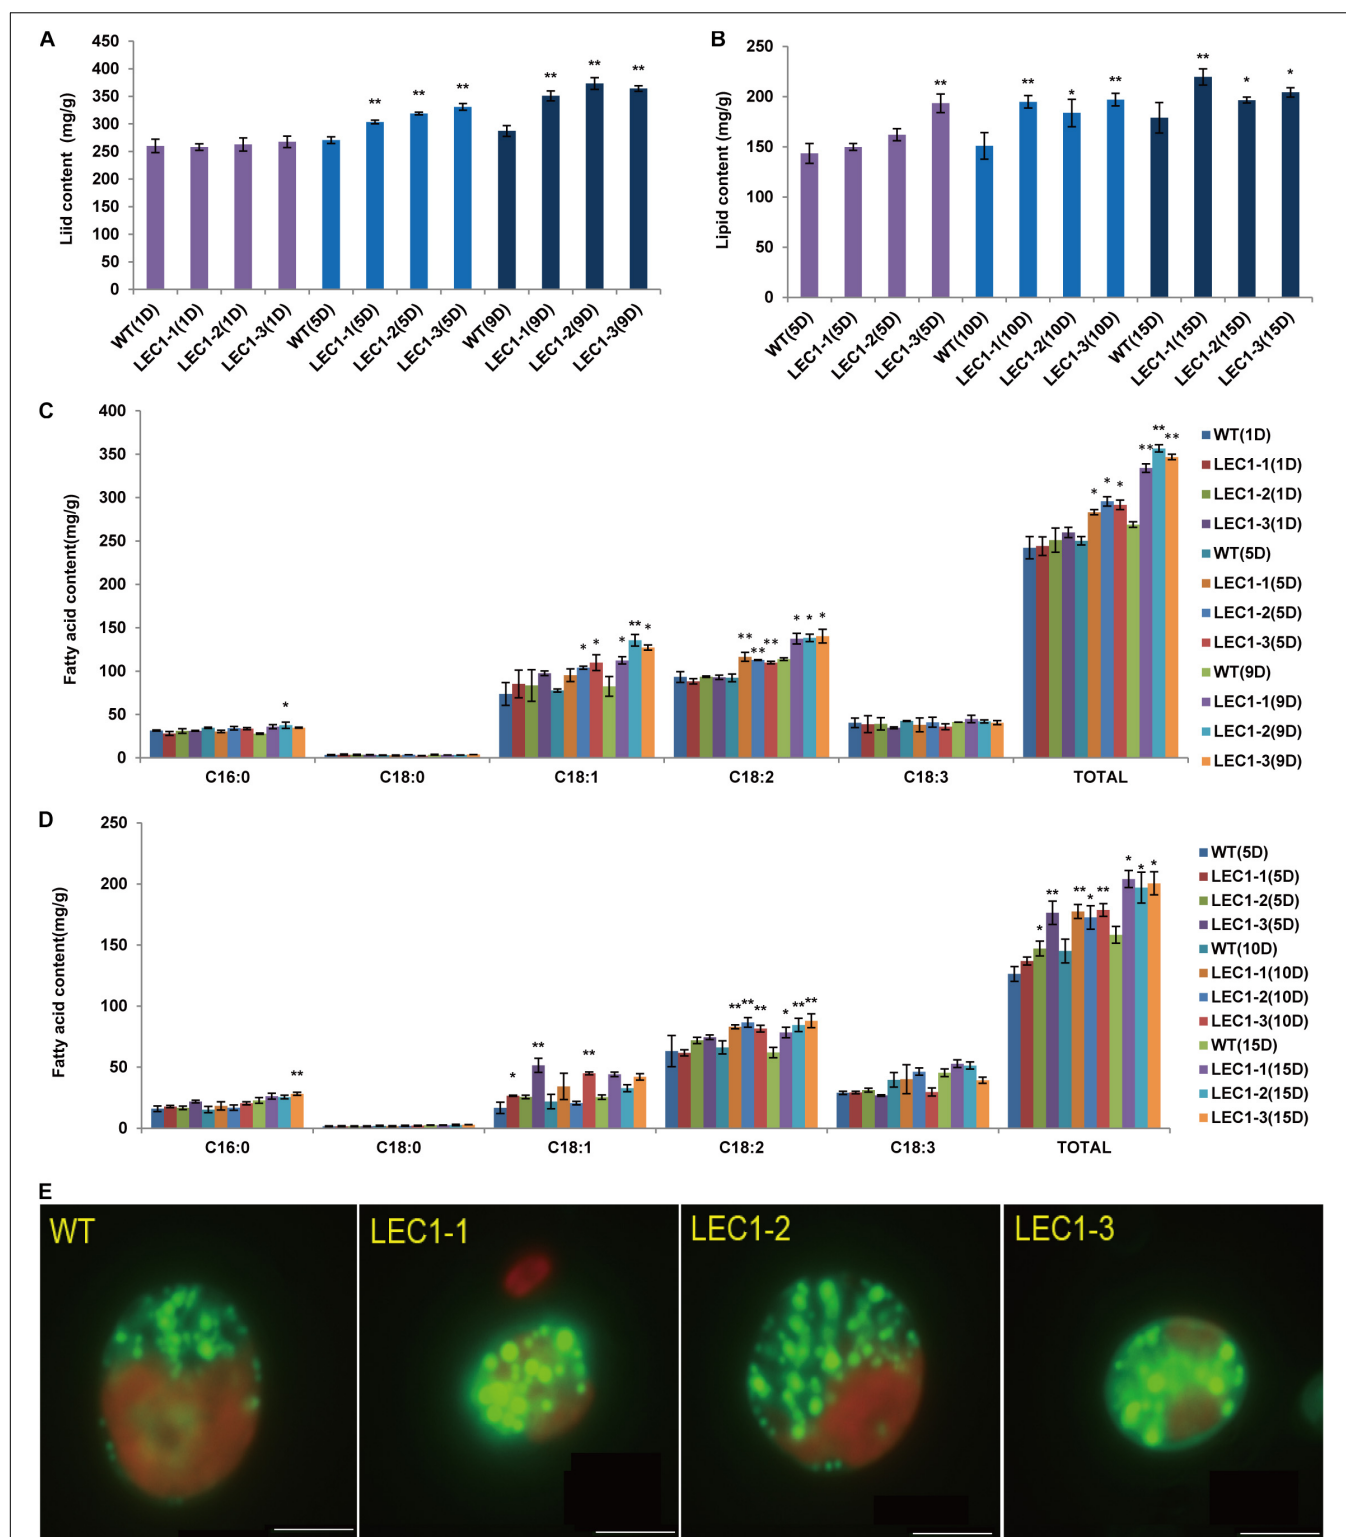 A
450
400
350
300
250
200
150
100
50
0
Liid content (mg/g)
** ** ** ** ** **
WT(1D) LEC1-1(1D) LEC1-2(1D) LEC1-3(1D) WT(5D) LEC1-1(5D) LEC1-2(5D) LEC1-3(5D) WT(9D) LEC1-1(9D) LEC1-2(9D) LEC1-3(9D)
B
250
200
150
100
50
0
Lipid content (mg/g)
** ** * ** ** * *
WT(5D) LEC1-1(5D) LEC1-2(5D) LEC1-3(5D) WT(10D) LEC1-1(10D) LEC1-2(10D) LEC1-3(10D) WT(15D) LEC1-1(15D) LEC1-2(15D) LEC1-3(15D)
C
400
350
300
250
200
150
100
50
0
Fatty acid content(mg/g)
* * * * ** * ** ** ** * * * * * * ** ** **
C16:0 C18:0 C18:1 C18:2 C18:3 TOTAL
WT(1D)
LEC1-1(1D)
LEC1-2(1D)
LEC1-3(1D)
WT(5D)
LEC1-1(5D)
LEC1-2(5D)
LEC1-3(5D)
WT(9D)
LEC1-1(9D)
LEC1-2(9D)
LEC1-3(9D)
D
250
200
150
100
50
0
Fatty acid content(mg/g)
** * ** ** ** ** ** * ** ** * ** ** * ** * * *
C16:0 C18:0 C18:1 C18:2 C18:3 TOTAL
WT(5D)
LEC1-1(5D)
LEC1-2(5D)
LEC1-3(5D)
WT(10D)
LEC1-1(10D)
LEC1-2(10D)
LEC1-3(10D)
WT(15D)
LEC1-1(15D)
LEC1-2(15D)
LEC1-3(15D)
E
WT
LEC1-1
LEC1-2
LEC1-3